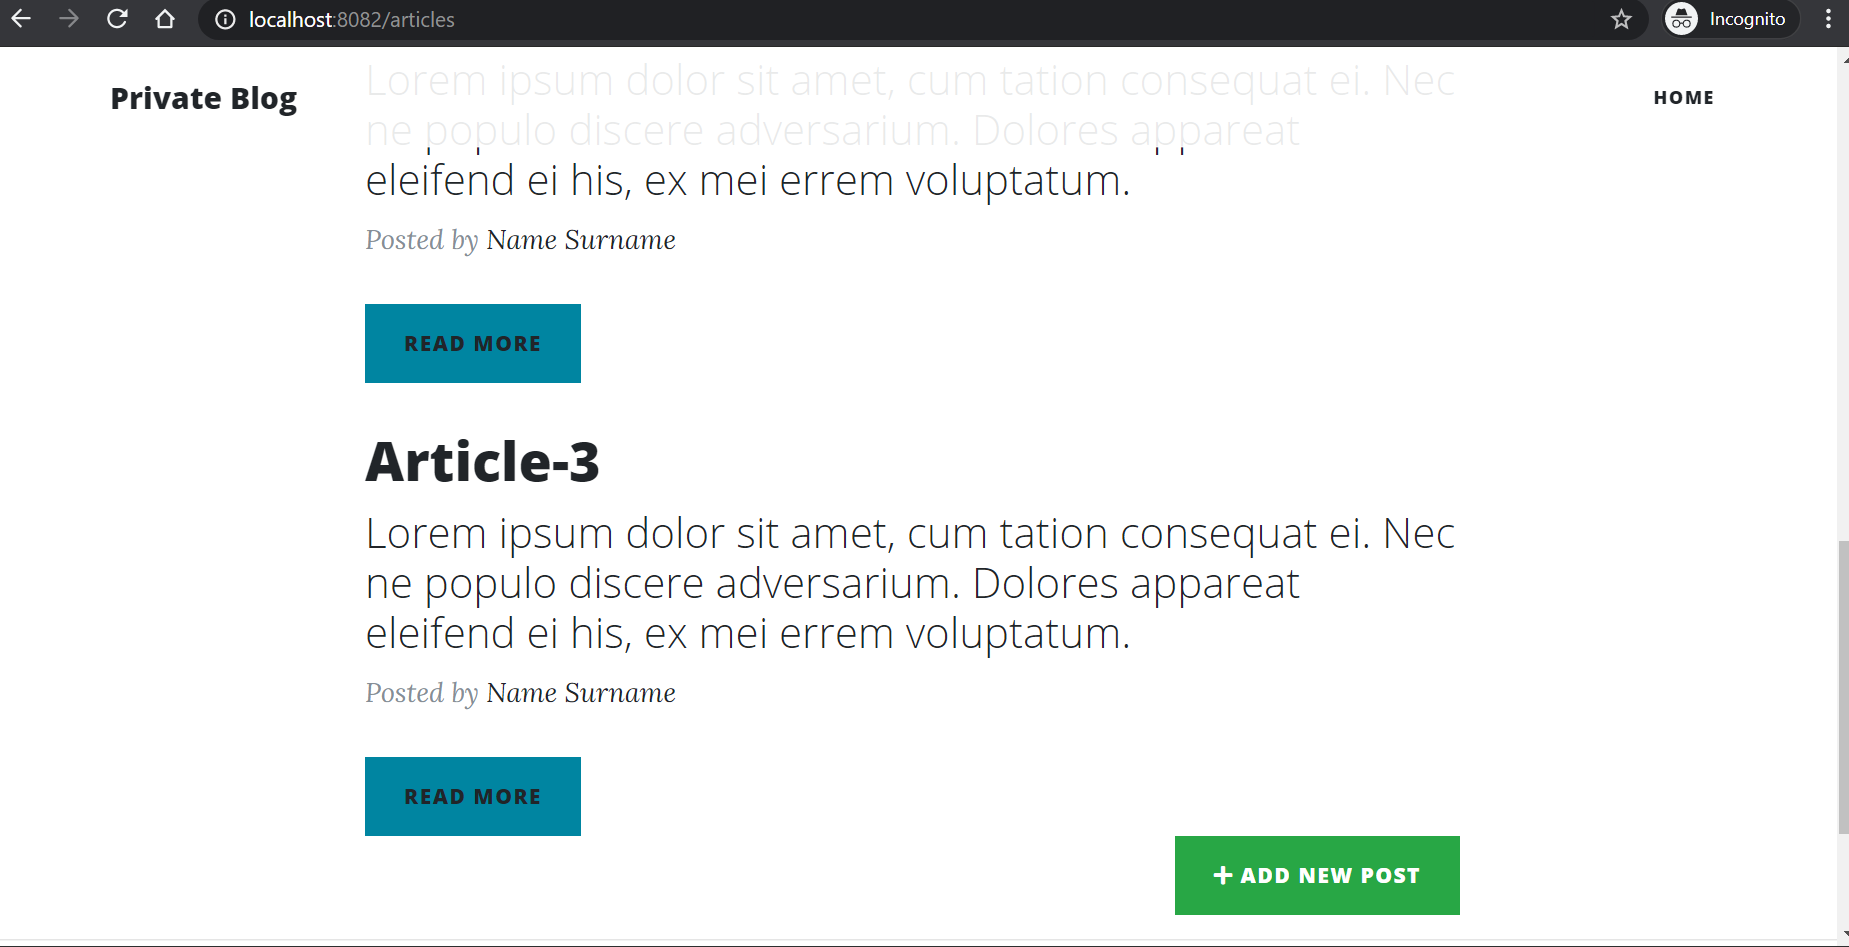 localhost:8082/articles
Incognito
Private Blog
HOME
Lorem ipsum dolor sit amet, cum tation consequat ei. Nec
ne populo discere adversarium. Dolores appareat
eleifend ei his, ex mei errem voluptatum.
Posted by Name Surname
READ MORE
Article-3
Lorem ipsum dolor sit amet, cum tation consequat ei. Nec
ne populo discere adversarium. Dolores appareat
eleifend ei his, ex mei errem voluptatum.
Posted by Name Surname
READ MORE
+ ADD NEW POST